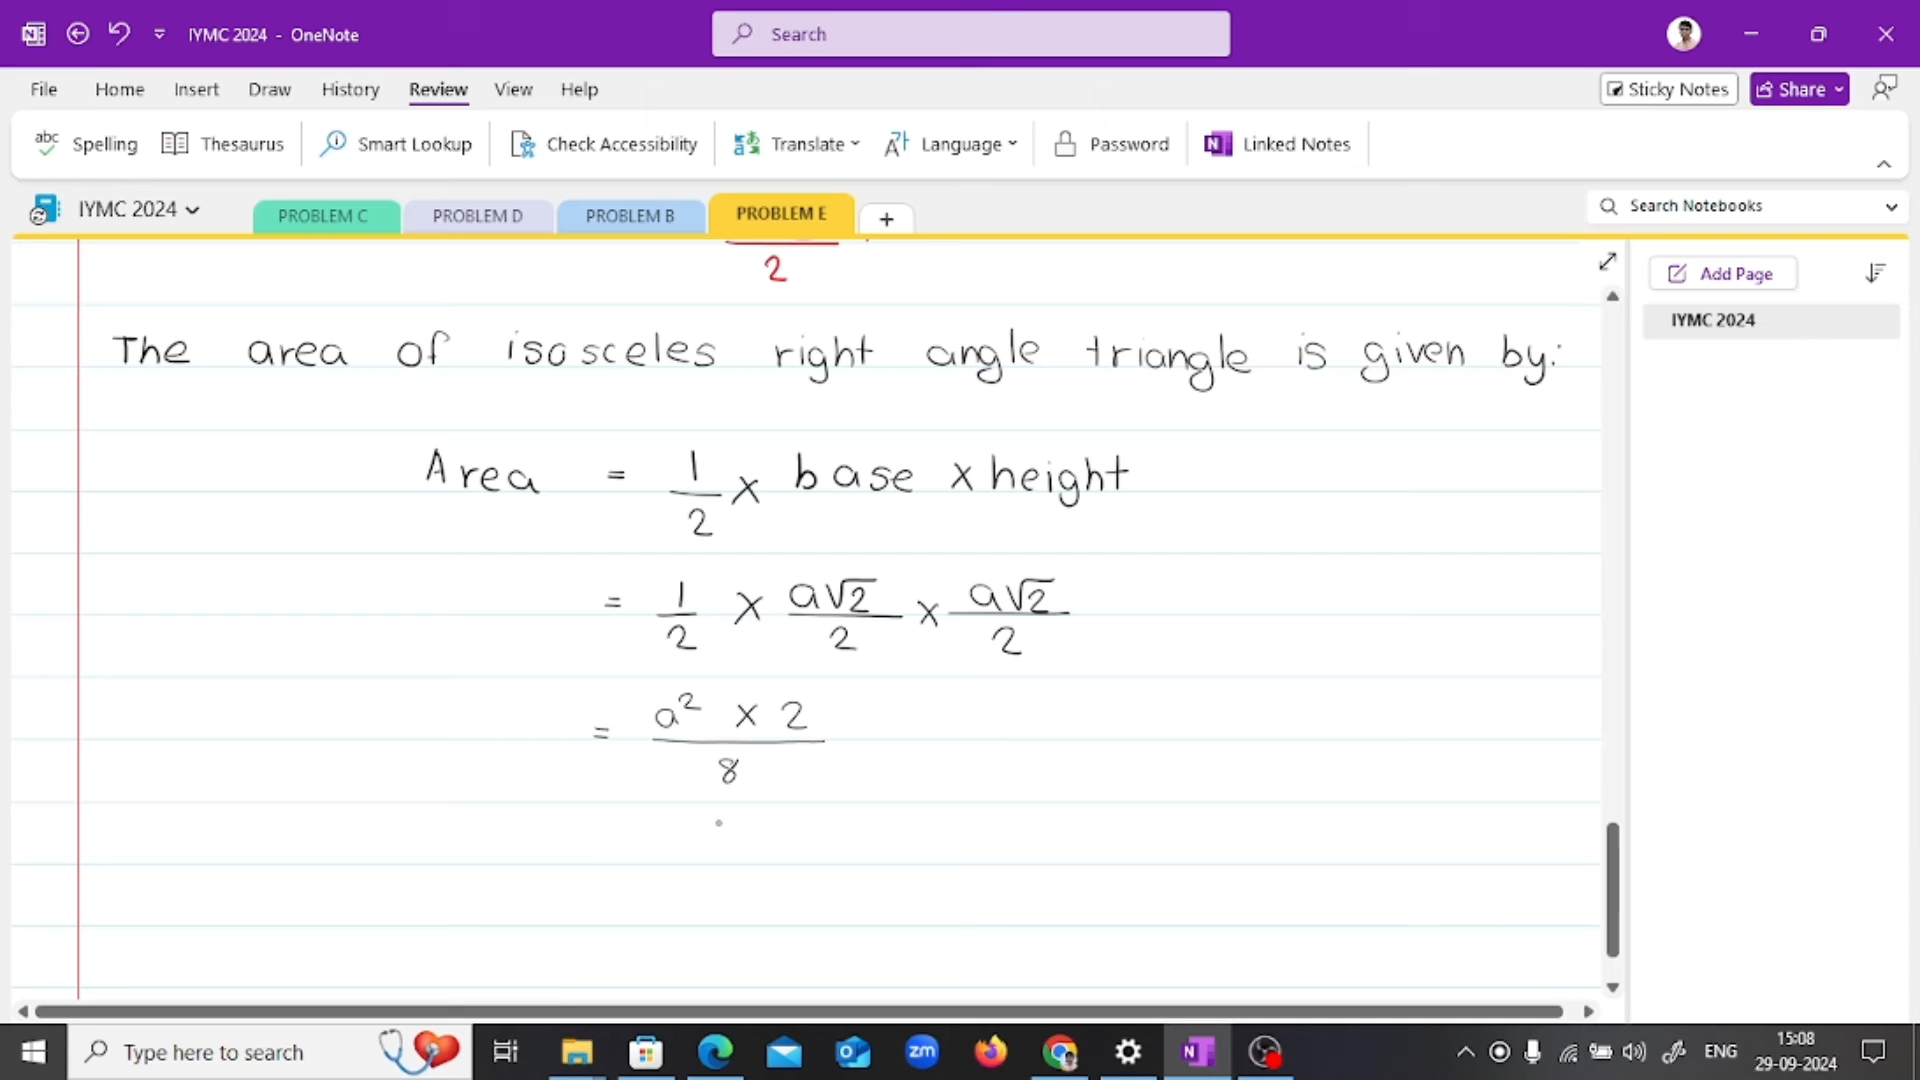 IYMC 2024 - OneNote
Search
File Home Insert Draw History Review View Help
Sticky Notes Share
abc Spelling Thesaurus Smart Lookup Check Accessibility Translate Language Password Linked Notes
IYMC 2024 PROBLEM C PROBLEM D PROBLEM B PROBLEM E + Search Notebooks
Add Page
IYMC 2024
2
The area of isosceles right angle triangle is given by:
Area = 1/2 × base × height
= 1/2 × a√2/2 × a√2/2
= a² × 2 / 8
Type here to search zm N ENG 15:08
29-09-2024